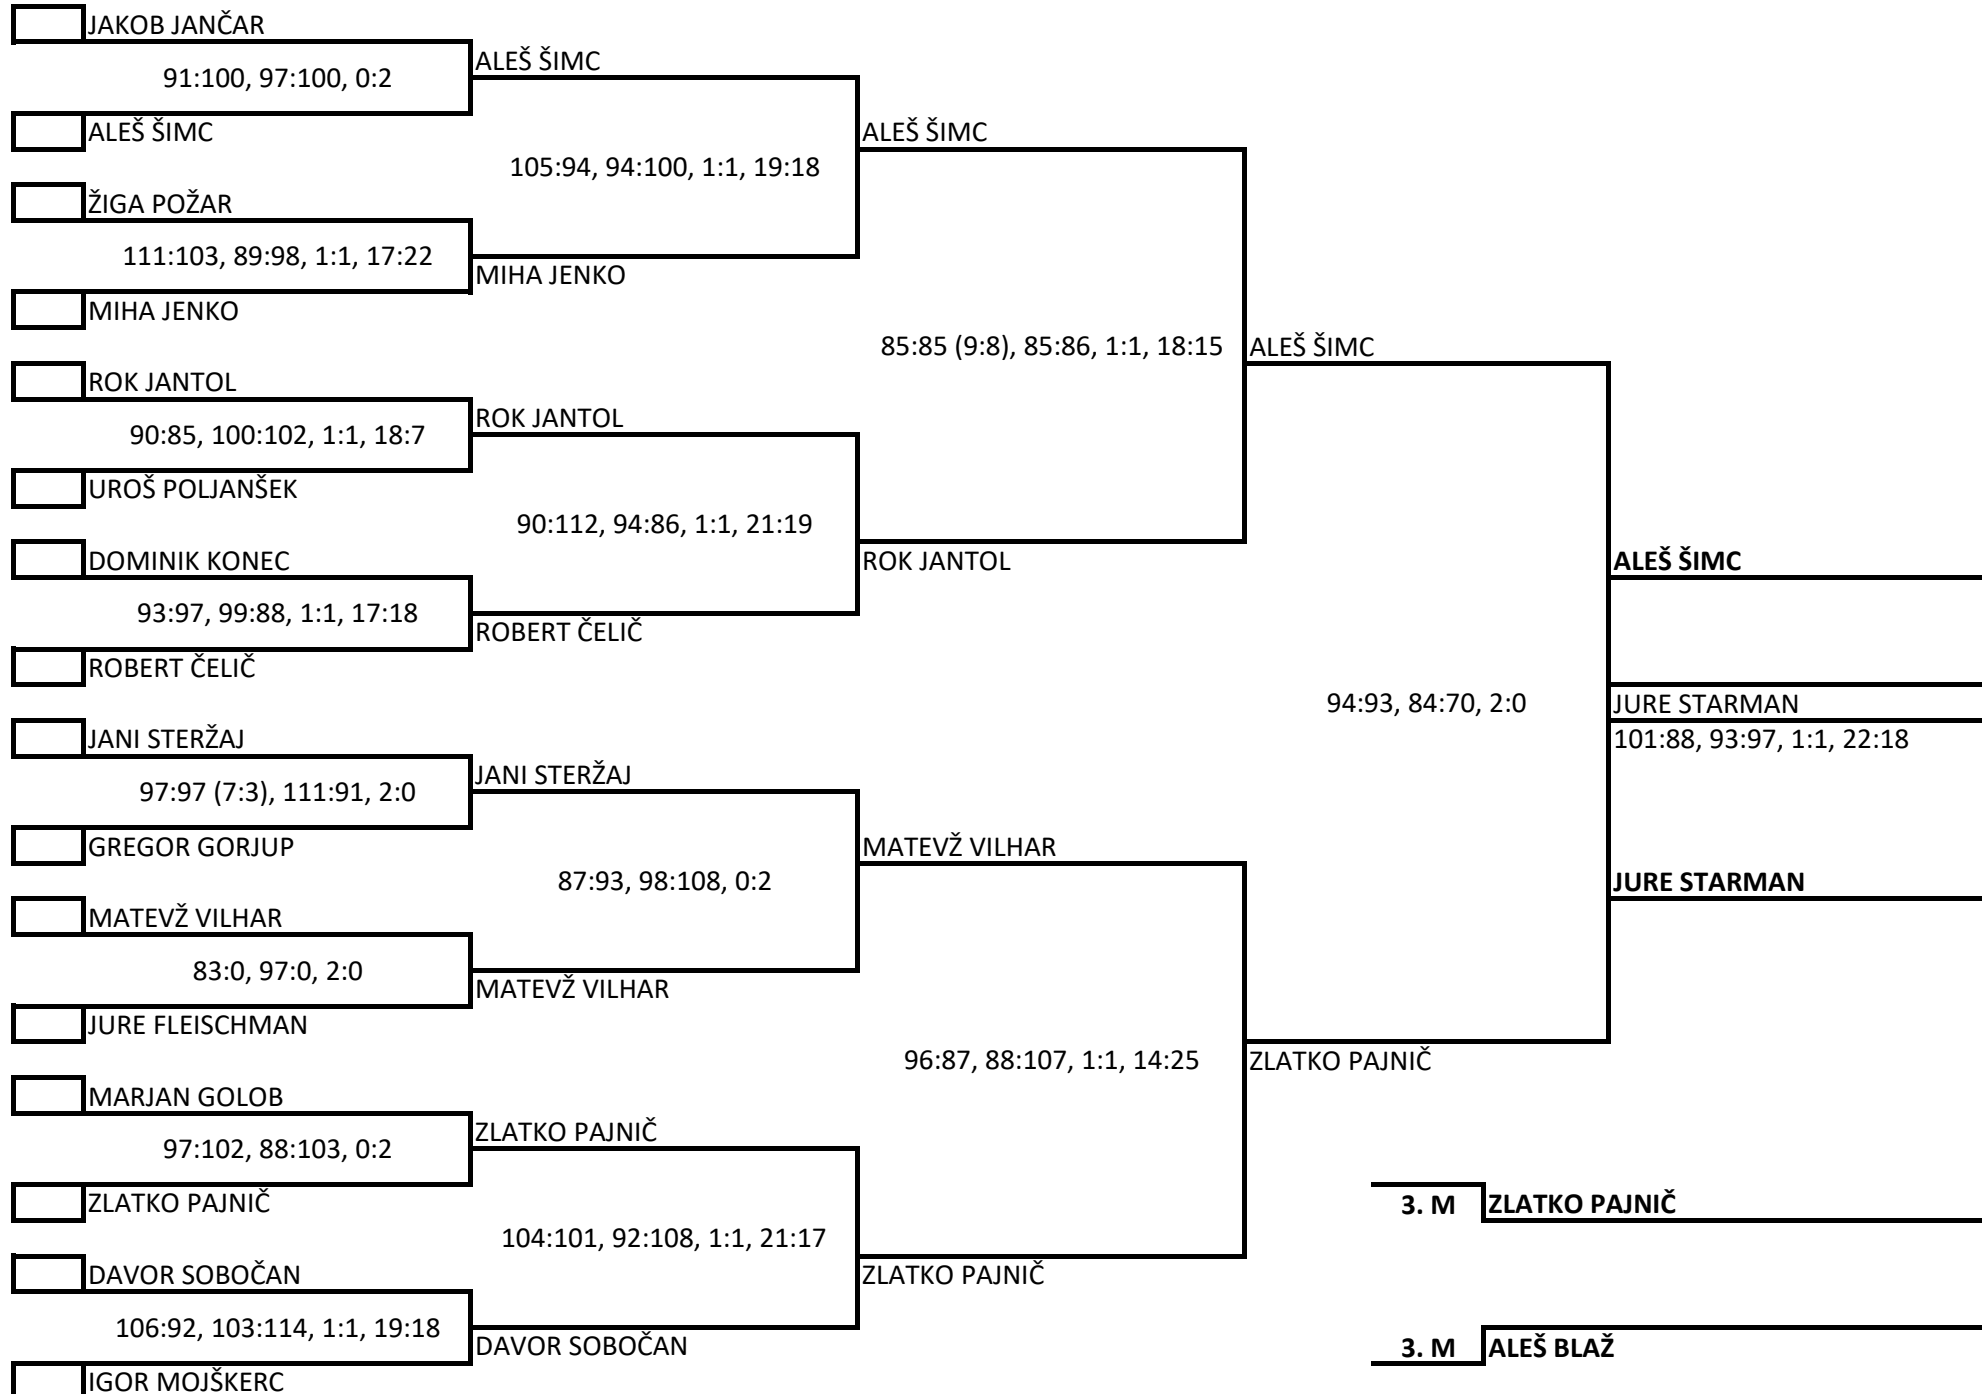 JAKOB JANČAR
91:100, 97:100, 0:2
ALEŠ ŠIMC
ŽIGA POŽAR
111:103, 89:98, 1:1, 17:22
MIHA JENKO
ROK JANTOL
90:85, 100:102, 1:1, 18:7
UROŠ POLJANŠEK
DOMINIK KONEC
93:97, 99:88, 1:1, 17:18
ROBERT ČELIČ
JANI STERŽAJ
97:97 (7:3), 111:91, 2:0
GREGOR GORJUP
MATEVŽ VILHAR
83:0, 97:0, 2:0
JURE FLEISCHMAN
MARJAN GOLOB
97:102, 88:103, 0:2
ZLATKO PAJNIČ
DAVOR SOBOČAN
106:92, 103:114, 1:1, 19:18
IGOR MOJŠKERC
ALEŠ ŠIMC
105:94, 94:100, 1:1, 19:18
MIHA JENKO
ROK JANTOL
90:112, 94:86, 1:1, 21:19
ROBERT ČELIČ
JANI STERŽAJ
87:93, 98:108, 0:2
MATEVŽ VILHAR
ZLATKO PAJNIČ
104:101, 92:108, 1:1, 21:17
DAVOR SOBOČAN
ALEŠ ŠIMC
85:85 (9:8), 85:86, 1:1, 18:15
ROK JANTOL
MATEVŽ VILHAR
96:87, 88:107, 1:1, 14:25
ZLATKO PAJNIČ
ALEŠ ŠIMC
94:93, 84:70, 2:0
ZLATKO PAJNIČ
ALEŠ ŠIMC
JURE STARMAN
101:88, 93:97, 1:1, 22:18
JURE STARMAN
3. M ZLATKO PAJNIČ
3. M ALEŠ BLAŽ